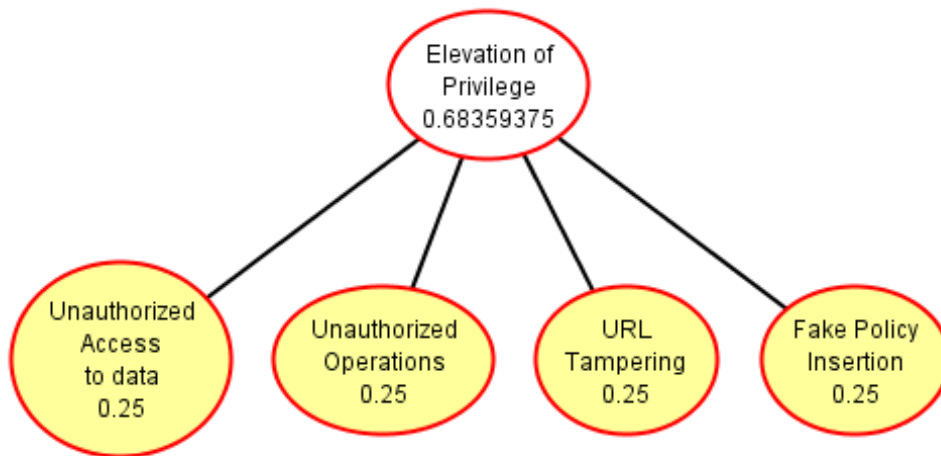 Elevation of
Privilege
0.68359375
Unauthorized
Access
to data
0.25
Unauthorized
Operations
0.25
URL
Tampering
0.25
Fake Policy
Insertion
0.25